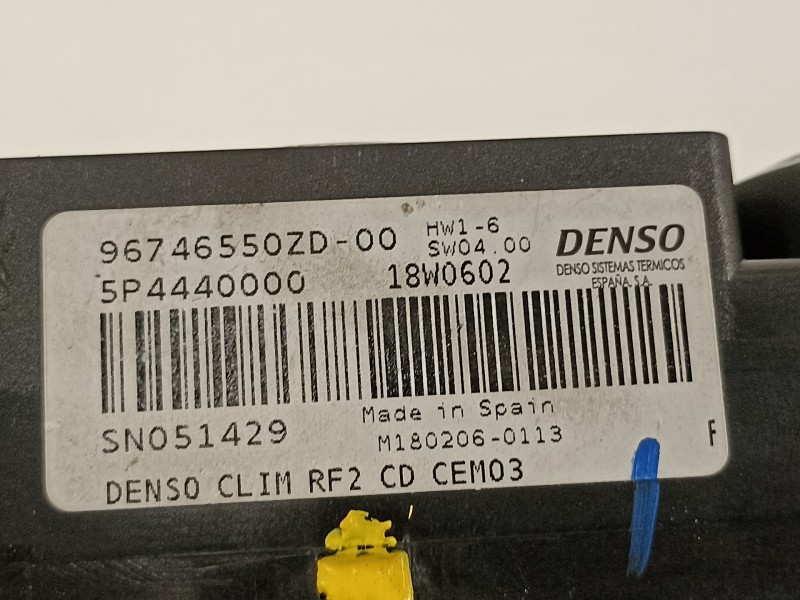 96746550ZD-00 HW1-6
SW04.00
DENSO
DENSO SISTEMAS TERMICOS
ESPAÑA, S.A.
5P4440000 18W0602
Made in Spain
SN051429 M180206-0113 F
DENSO CLIM RF2 CD CEM03